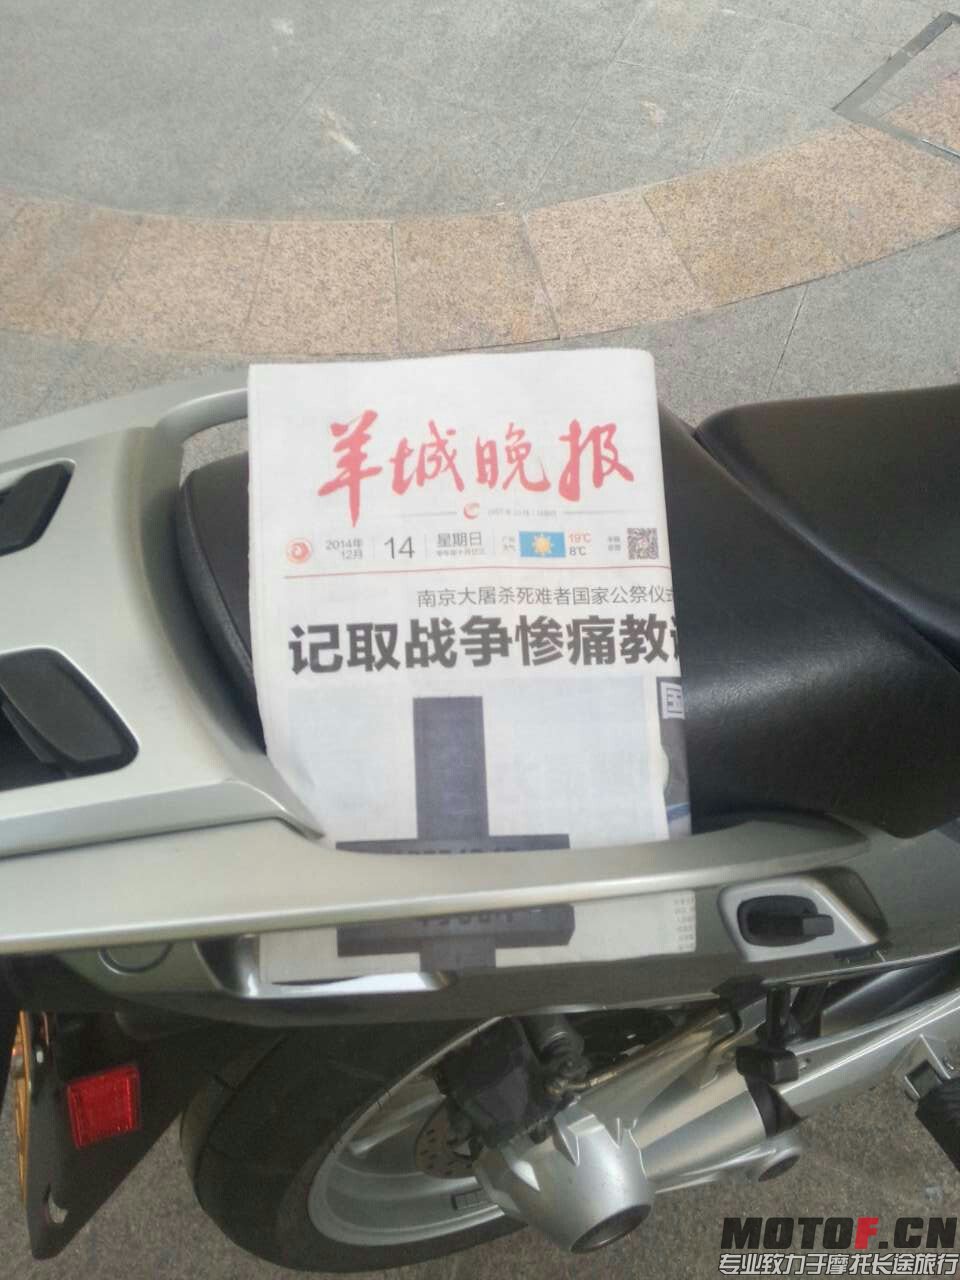 羊城晚报
2014年
12月
14
星期日
19℃
8℃
南京大屠杀死难者国家公祭仪式
记取战争惨痛教
国
MOTOF.CN
专业致力于摩托长途旅行